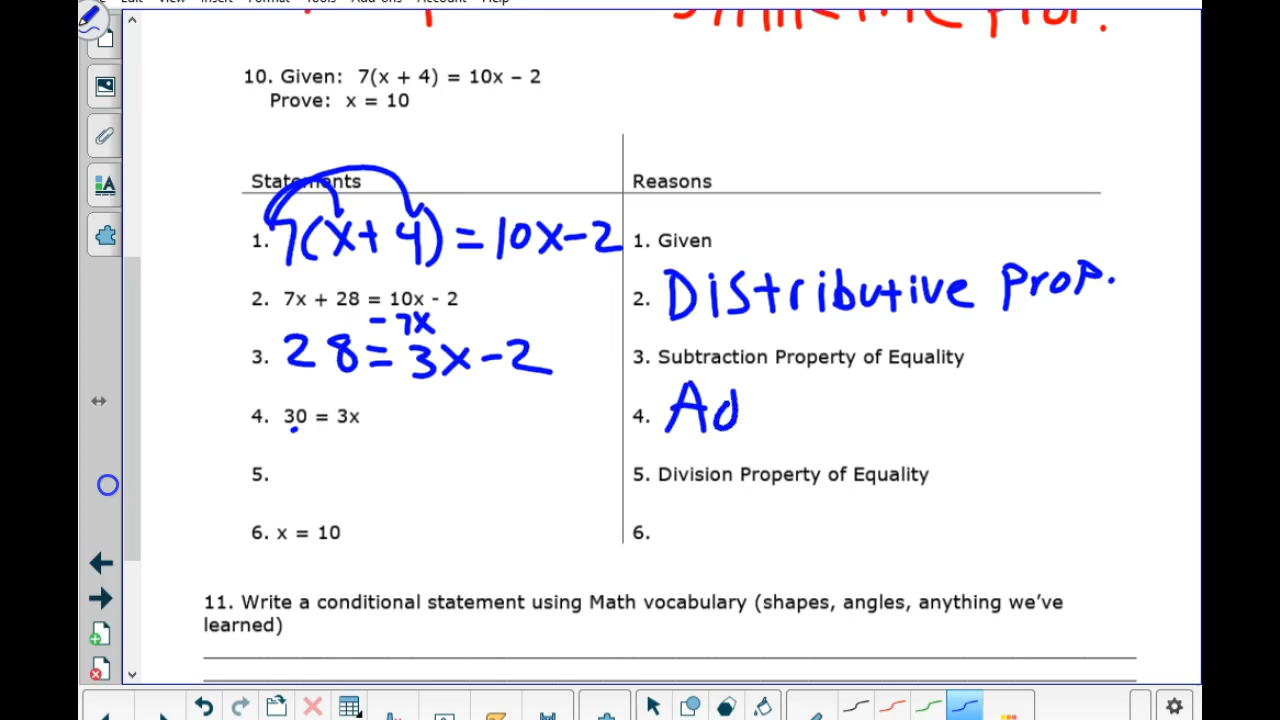 10. Given: 7(x + 4) = 10x – 2
Prove: x = 10
Statements Reasons
1. 7(x + 4) = 10x – 2 1. Given
2. 7x + 28 = 10x - 2 2. Distributive Prop.
– 7x
3. 28 = 3x – 2 3. Subtraction Property of Equality
4. 30 = 3x 4. Ad
5. 5. Division Property of Equality
6. x = 10 6.
11. Write a conditional statement using Math vocabulary (shapes, angles, anything we’ve
learned)